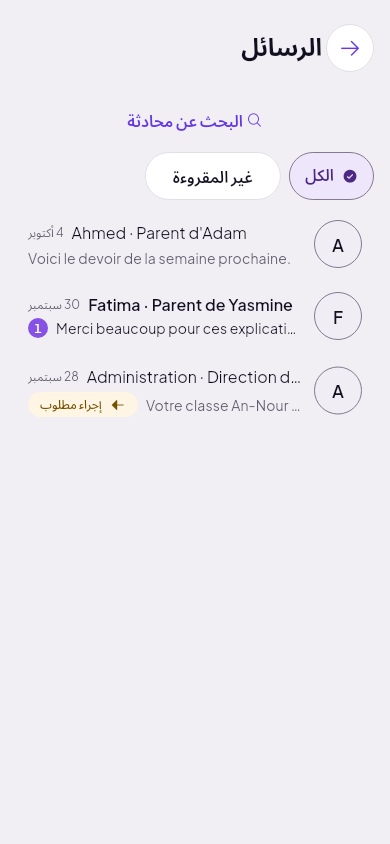 الرسائل
البحث عن محادثة
الكل
غير المقروءة
A
Ahmed · Parent d'Adam
4 أكتوبر
Voici le devoir de la semaine prochaine.
F
Fatima · Parent de Yasmine
30 سبتمبر
Merci beaucoup pour ces explicati...
1
A
Administration · Direction d...
28 سبتمبر
Votre classe An-Nour ...
إجراء مطلوب